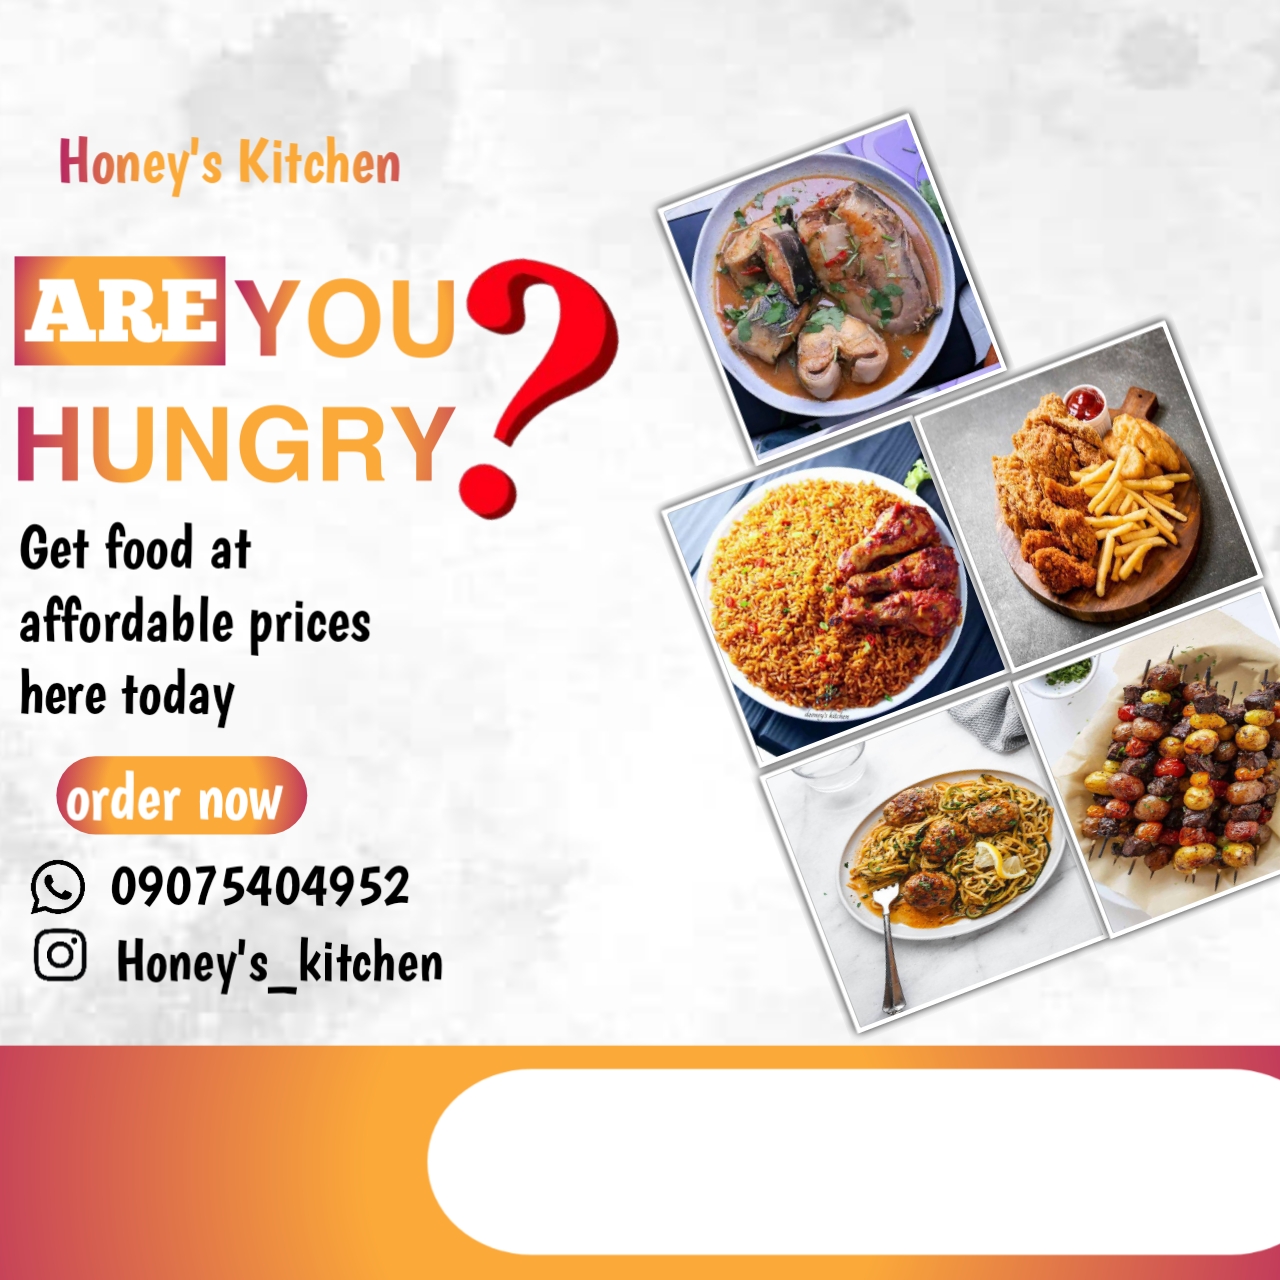 Honey's Kitchen
ARE YOU
HUNGRY?
Get food at
affordable prices
here today
order now
09075404952
Honey's_kitchen